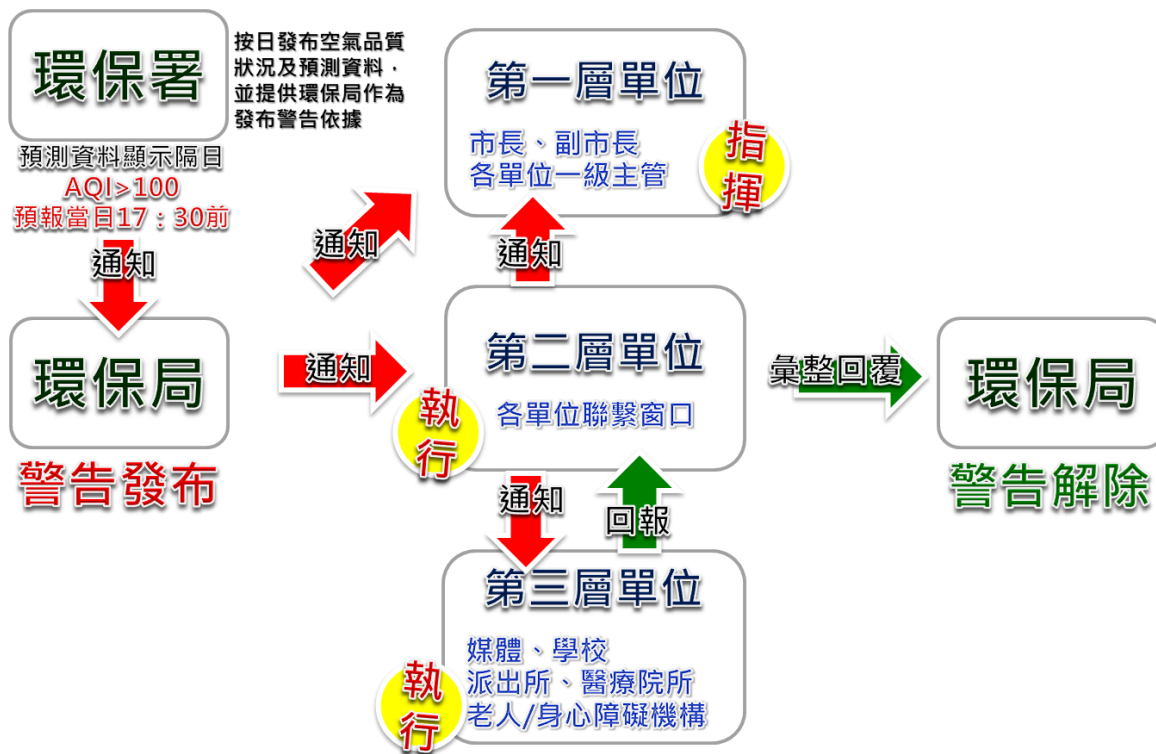 環保署
按日發布空氣品質
狀況及預測資料，
並提供環保局作為
發布警告依據
預測資料顯示隔日
AQI>100
預報當日17：30前
通知
環保局
警告發布
通知
通知
第一層單位
市長、副市長
各單位一級主管
指
揮
通知
第二層單位
各單位聯繫窗口
執
行
通知
回報
第三層單位
媒體、學校
派出所、醫療院所
老人/身心障礙機構
執
行
彙整回覆
環保局
警告解除